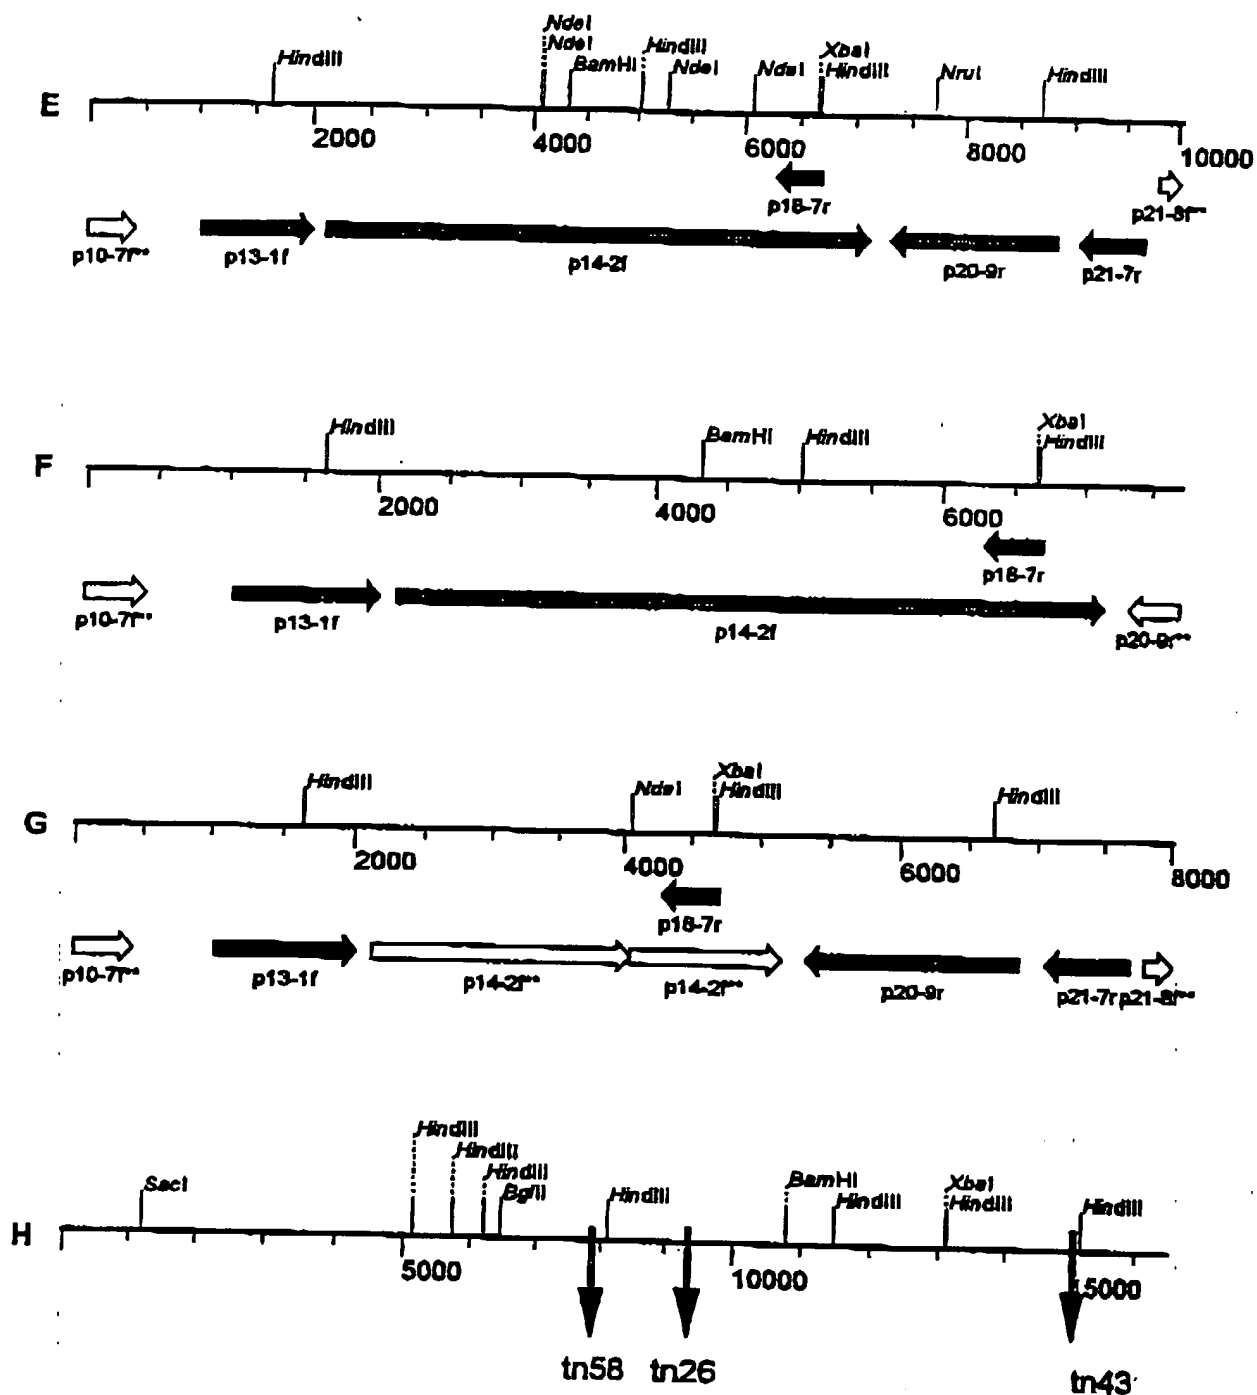 NdeI
HindIII NdeI HindIII XbaI
BamHI NdeI NdeI HindIII NruI HindIII
E
2000 4000 6000 8000 10000
p18-7r p21-8f**
p10-7f** p13-1f p14-2f p20-9r p21-7r
HindIII BamHI HindIII XbaI
HindIII
F
2000 4000 6000
p18-7r
p10-7f** p13-1f p14-2f p20-9r**
HindIII NdeI XbaI
HindIII HindIII
G
2000 4000 6000 8000
p18-7r
p10-7f** p13-1f p14-2f** p14-2f** p20-9r p21-7r p21-8f**
HindIII
HindIII
SacI HindIII BamHI XbaI
BglII HindIII HindIII HindIII HindIII
H
5000 10000 15000
tn58 tn26 tn43